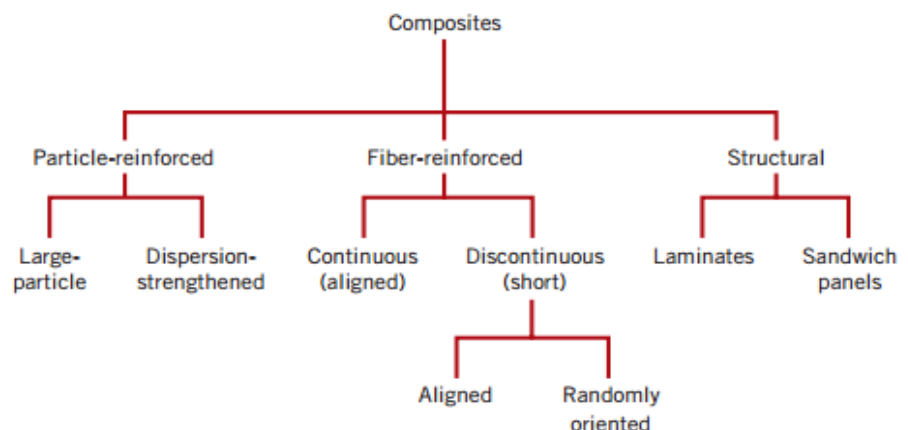 Composites
Particle-reinforced
Fiber-reinforced
Structural
Large-
particle
Dispersion-
strengthened
Continuous
(aligned)
Discontinuous
(short)
Laminates
Sandwich
panels
Aligned
Randomly
oriented